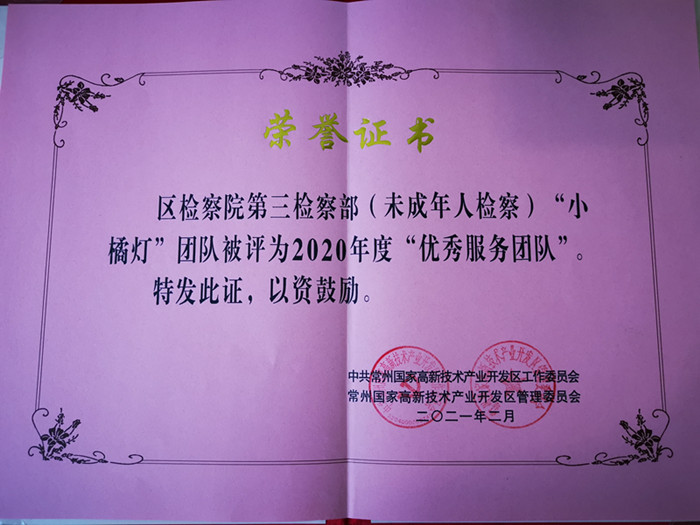 荣誉证书
区检察院第三检察部（未成年人检察）“小
橘灯”团队被评为2020年度“优秀服务团队”。
特发此证，以资鼓励。
中共常州国家高新技术产业开发区工作委员会
常州国家高新技术产业开发区管理委员会
二〇二一年二月